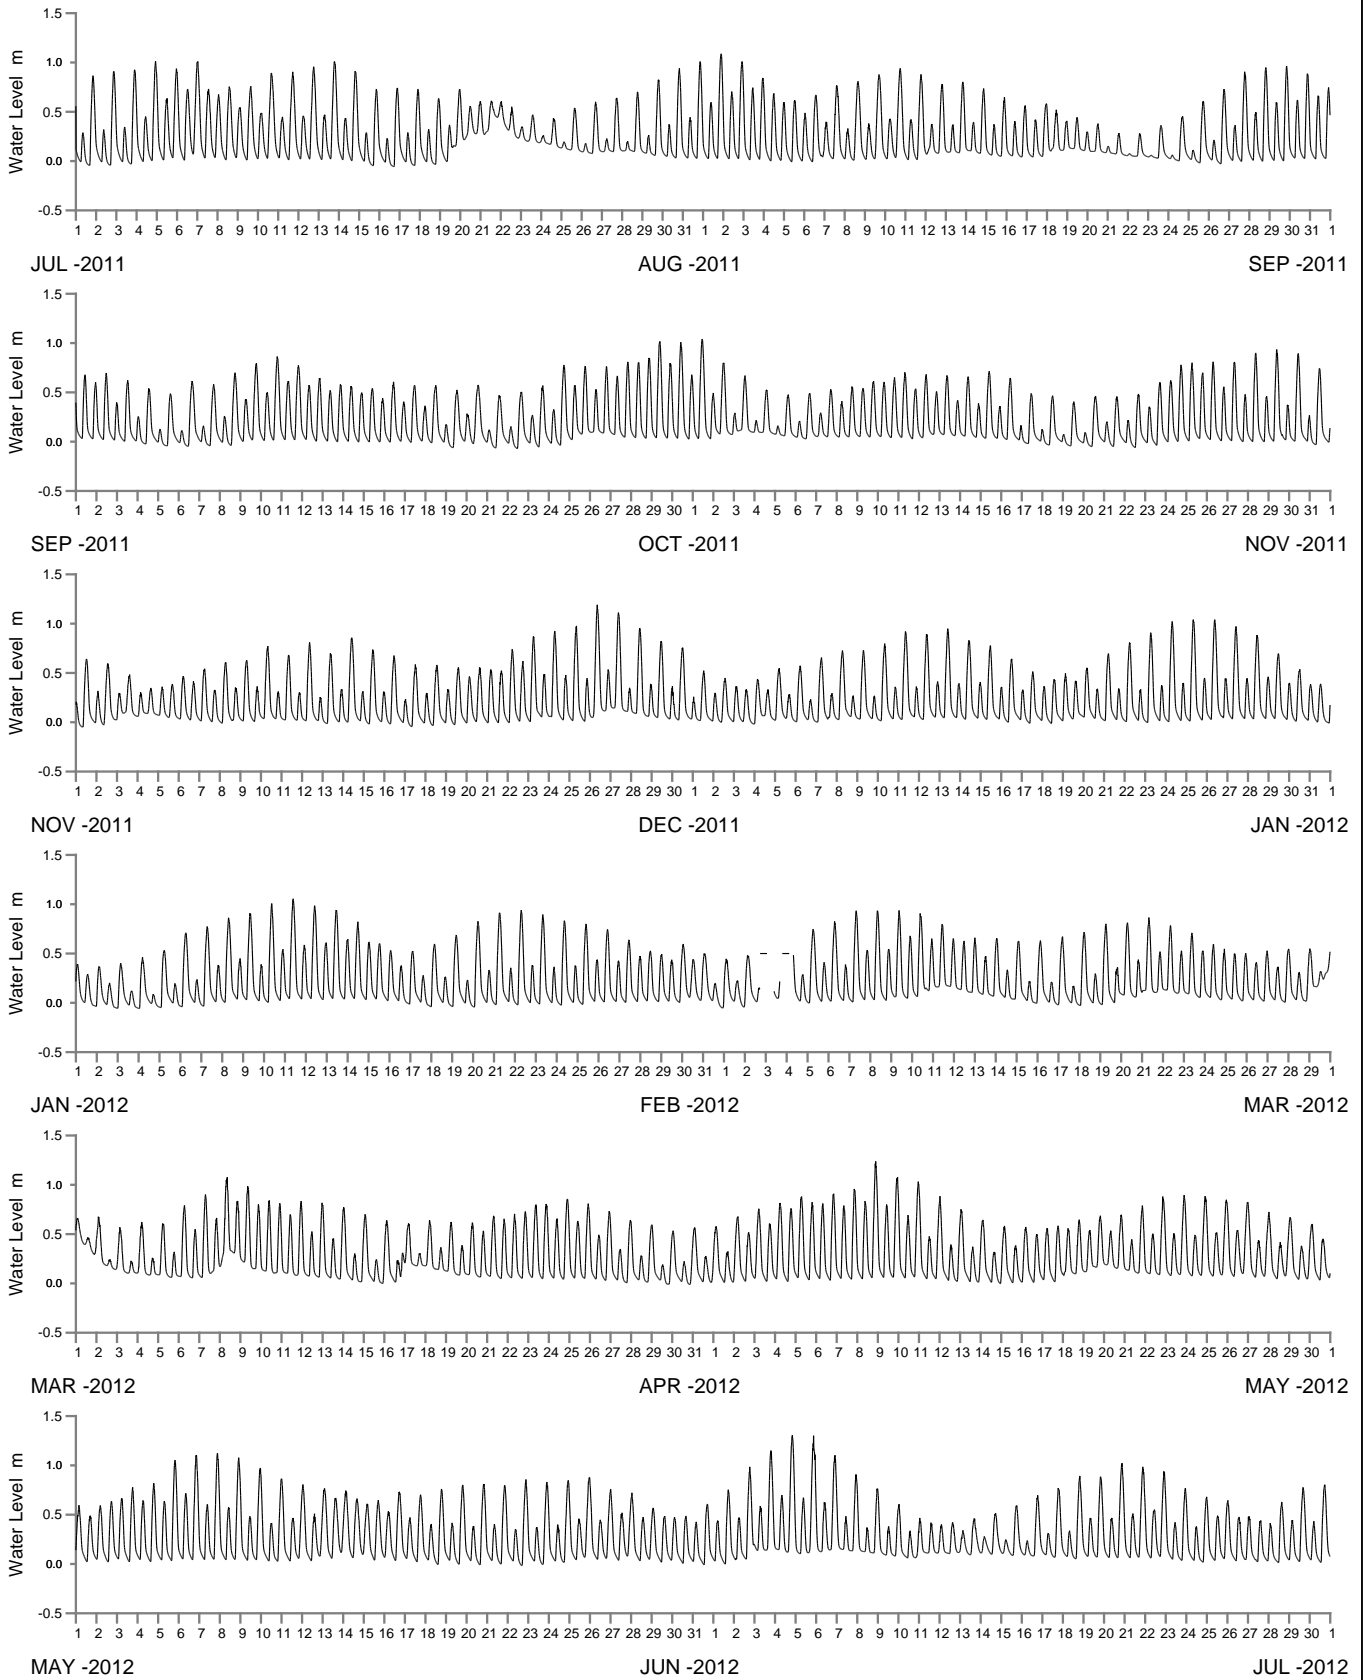 1.5
1.0
0.5
0.0
-0.5
Water Level m
1 2 3 4 5 6 7 8 9 10 11 12 13 14 15 16 17 18 19 20 21 22 23 24 25 26 27 28 29 30 31 1 2 3 4 5 6 7 8 9 10 11 12 13 14 15 16 17 18 19 20 21 22 23 24 25 26 27 28 29 30 31 1
JUL -2011 AUG -2011 SEP -2011
1.5
1.0
0.5
0.0
-0.5
Water Level m
1 2 3 4 5 6 7 8 9 10 11 12 13 14 15 16 17 18 19 20 21 22 23 24 25 26 27 28 29 30 1 2 3 4 5 6 7 8 9 10 11 12 13 14 15 16 17 18 19 20 21 22 23 24 25 26 27 28 29 30 31 1
SEP -2011 OCT -2011 NOV -2011
1.5
1.0
0.5
0.0
-0.5
Water Level m
1 2 3 4 5 6 7 8 9 10 11 12 13 14 15 16 17 18 19 20 21 22 23 24 25 26 27 28 29 30 1 2 3 4 5 6 7 8 9 10 11 12 13 14 15 16 17 18 19 20 21 22 23 24 25 26 27 28 29 30 31 1
NOV -2011 DEC -2011 JAN -2012
1.5
1.0
0.5
0.0
-0.5
Water Level m
1 2 3 4 5 6 7 8 9 10 11 12 13 14 15 16 17 18 19 20 21 22 23 24 25 26 27 28 29 30 31 1 2 3 4 5 6 7 8 9 10 11 12 13 14 15 16 17 18 19 20 21 22 23 24 25 26 27 28 29 1
JAN -2012 FEB -2012 MAR -2012
1.5
1.0
0.5
0.0
-0.5
Water Level m
1 2 3 4 5 6 7 8 9 10 11 12 13 14 15 16 17 18 19 20 21 22 23 24 25 26 27 28 29 30 31 1 2 3 4 5 6 7 8 9 10 11 12 13 14 15 16 17 18 19 20 21 22 23 24 25 26 27 28 29 30 1
MAR -2012 APR -2012 MAY -2012
1.5
1.0
0.5
0.0
-0.5
Water Level m
1 2 3 4 5 6 7 8 9 10 11 12 13 14 15 16 17 18 19 20 21 22 23 24 25 26 27 28 29 30 31 1 2 3 4 5 6 7 8 9 10 11 12 13 14 15 16 17 18 19 20 21 22 23 24 25 26 27 28 29 30 1
MAY -2012 JUN -2012 JUL -2012